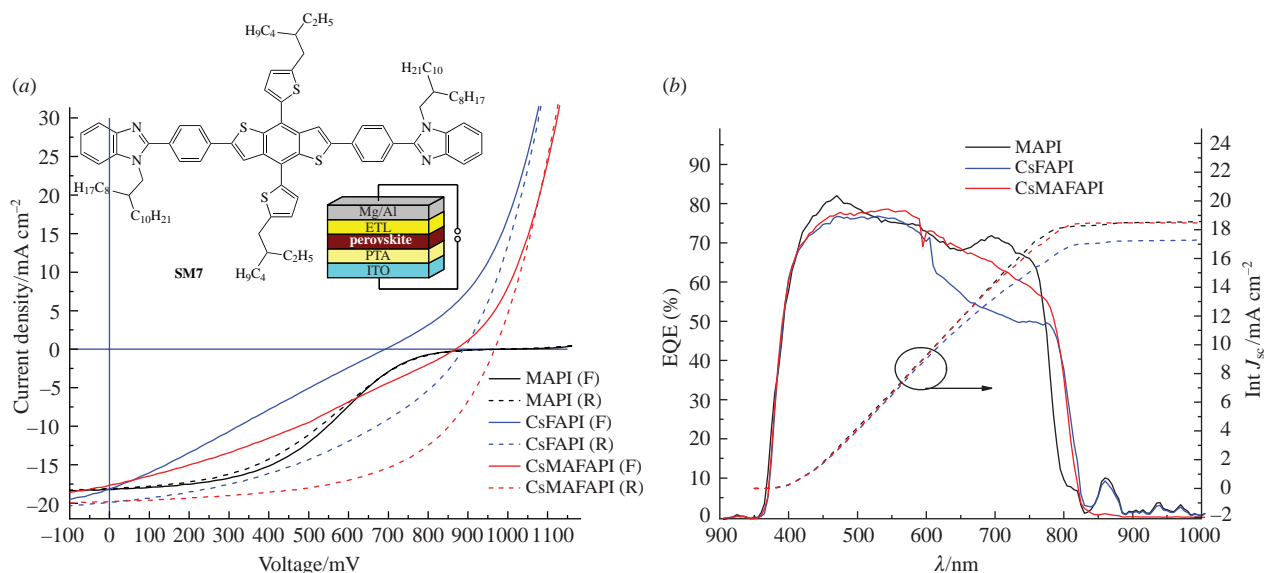 (a)
H9C4
C2H5
S
H21C10
C8H17
N
S
N
N
S
N
H17C8
C10H21
S
H9C4
C2H5
SM7
Mg/Al
ETL
perovskite
PTA
ITO
30
25
20
15
10
5
0
−5
−10
−15
−20
Current density/mA cm−2
−100 0 100 200 300 400 500 600 700 800 900 1000 1100
Voltage/mV
MAPI (F)
MAPI (R)
CsFAPI (F)
CsFAPI (R)
CsMAFAPI (F)
CsMAFAPI (R)
(b)
MAPI
CsFAPI
CsMAFAPI
90
80
70
60
50
40
30
20
10
0
EQE (%)
24
22
20
18
16
14
12
10
8
6
4
2
0
−2
Int Jsc/mA cm−2
900 400 500 600 700 800 900 1000
λ/nm